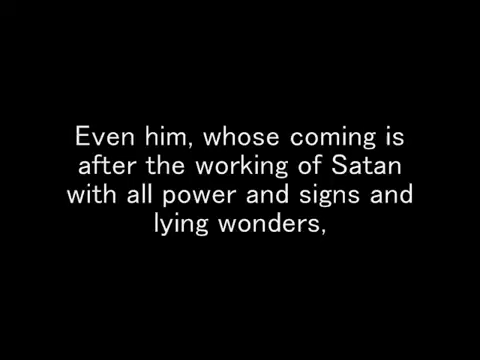 Even him, whose coming is
after the working of Satan
with all power and signs and
lying wonders,